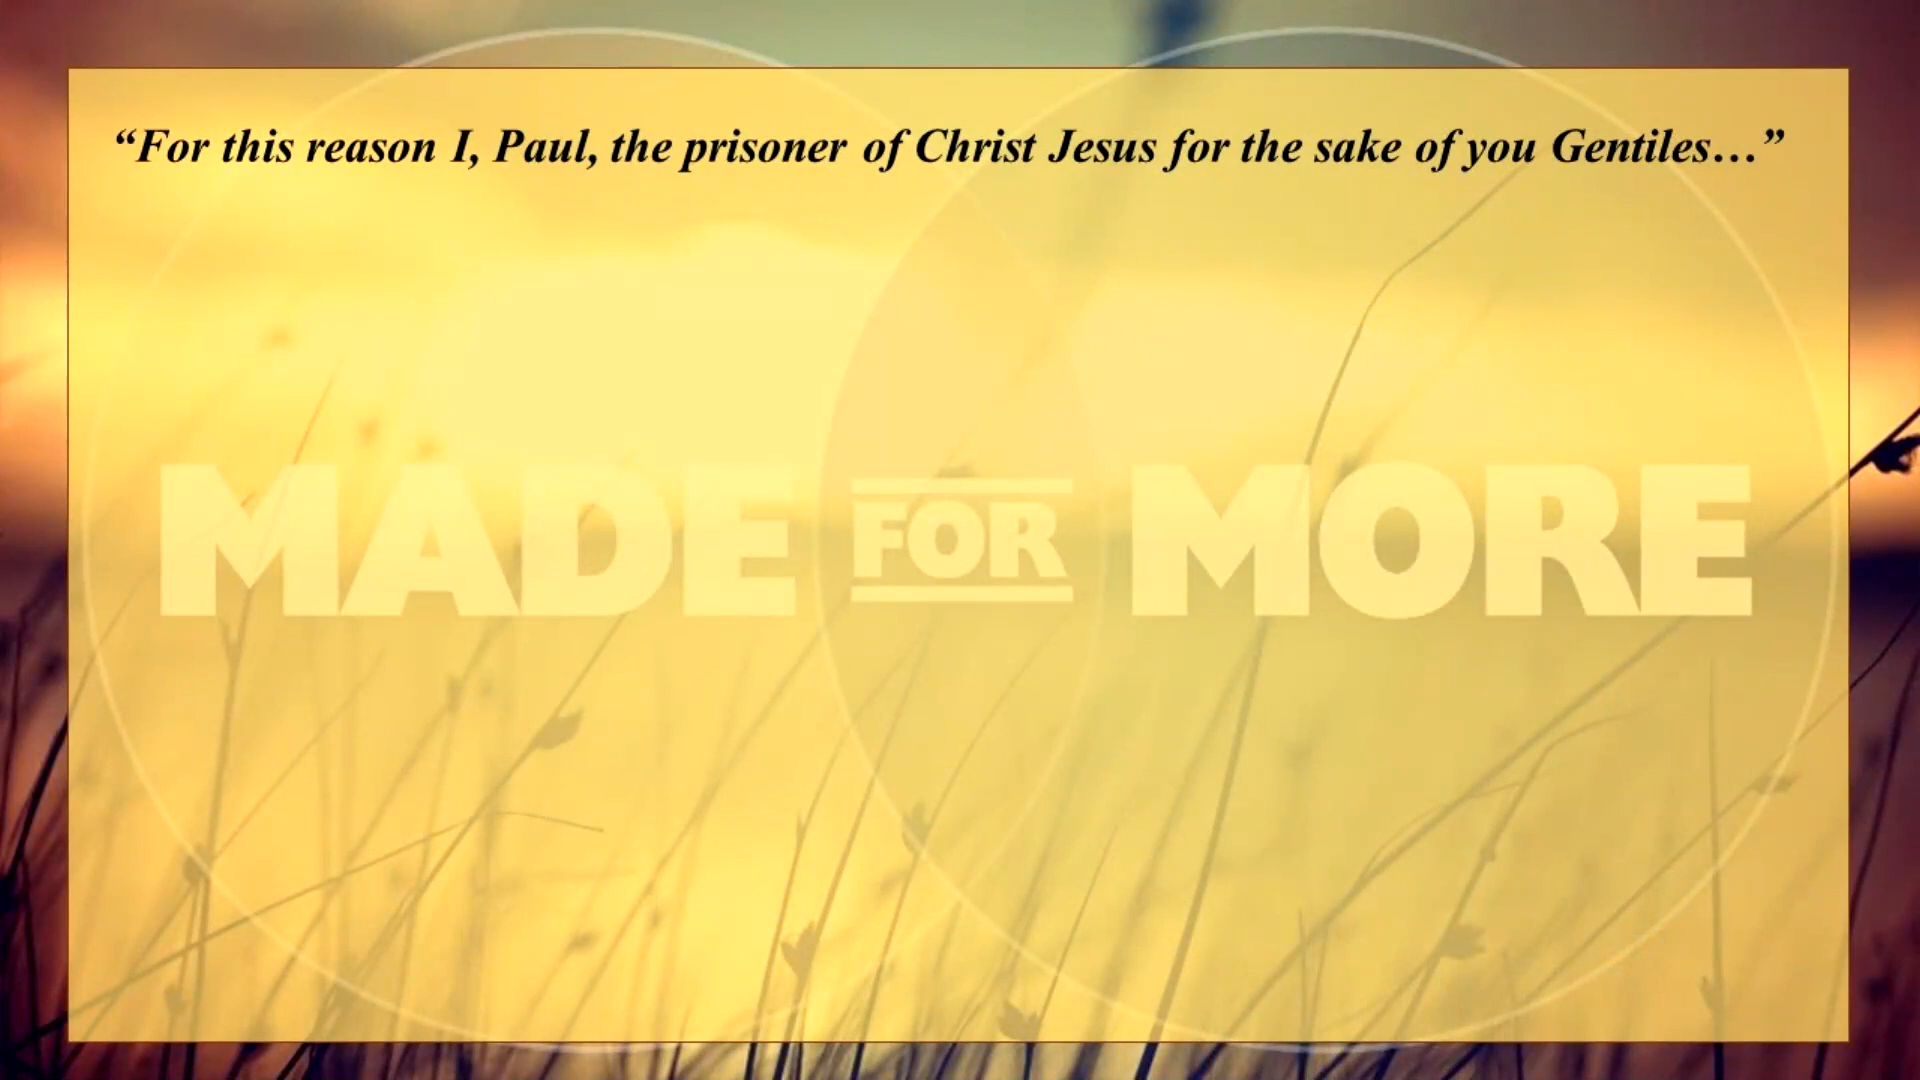 “For this reason I, Paul, the prisoner of Christ Jesus for the sake of you Gentiles…”
MADE FOR MORE